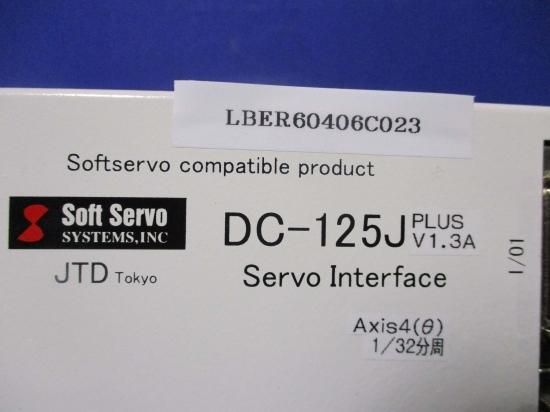 LBER60406C023
Softservo compatible product
Soft Servo
SYSTEMS, INC
DC-125J PLUS V1.3A
JTD Tokyo
Servo Interface
Axis4(θ)
1/32分周
1/01